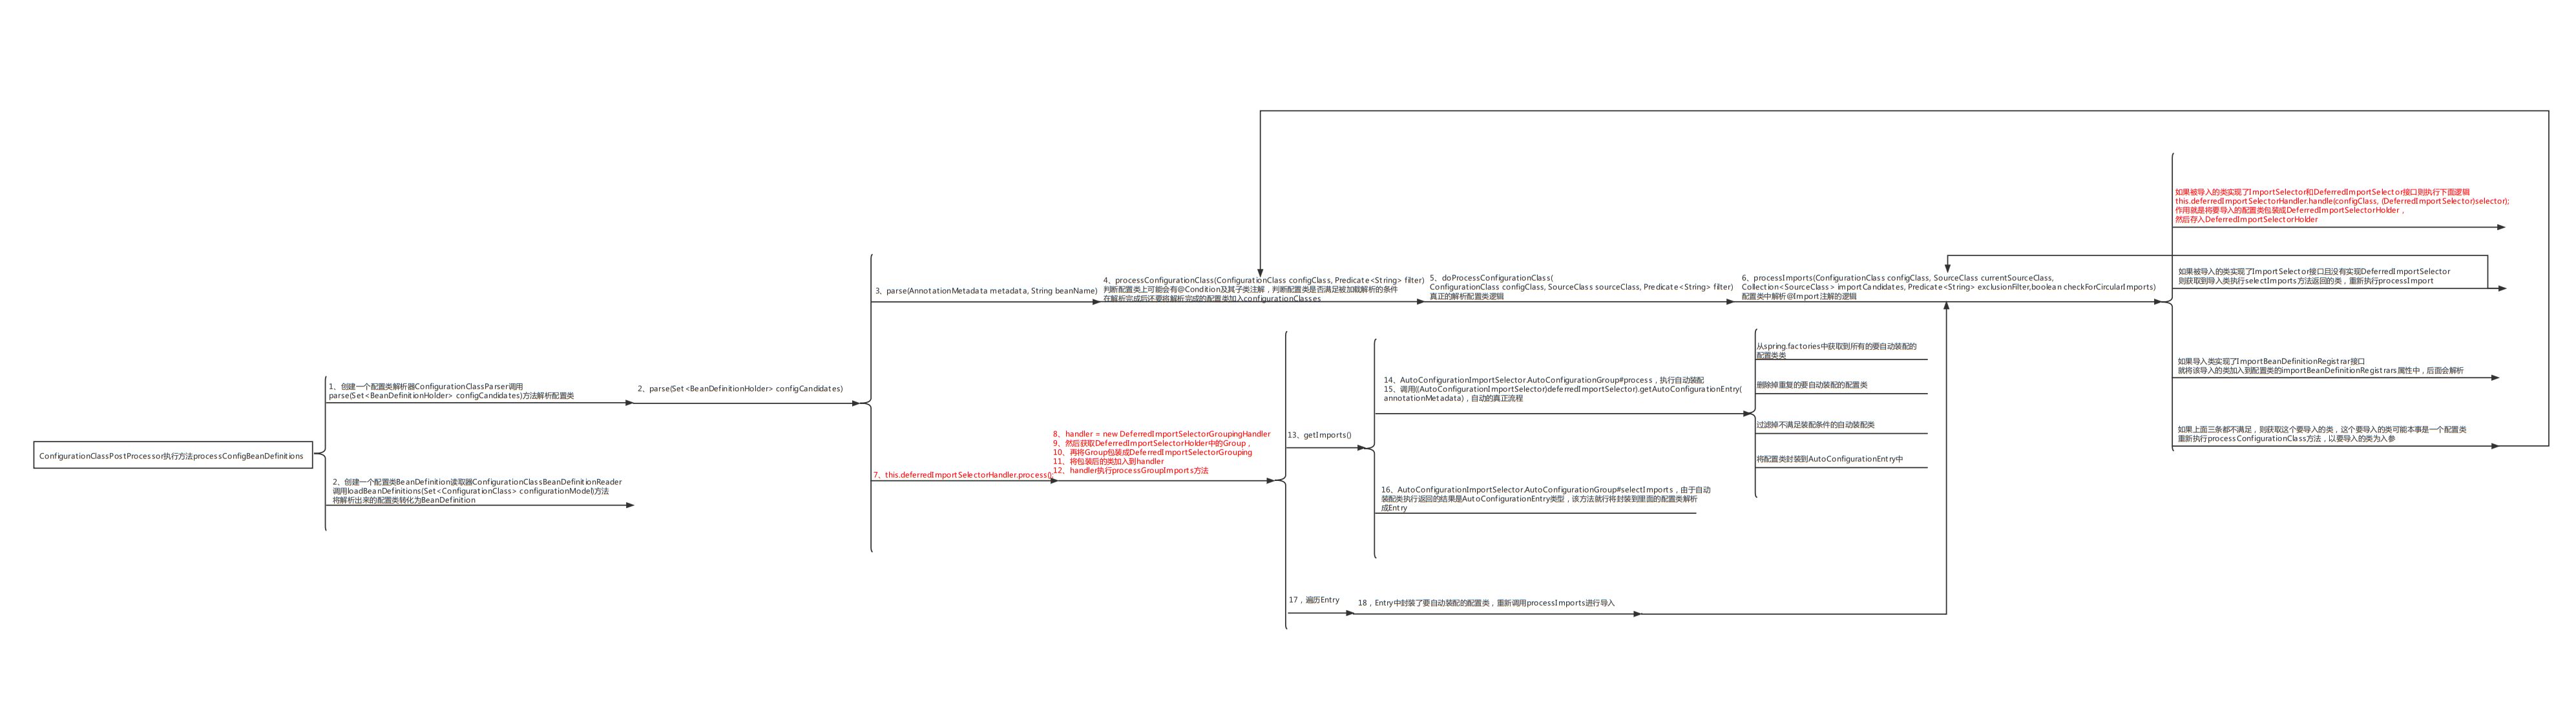 ConfigurationClassPostProcessor执行方法processConfigBeanDefinitions
1、创建一个配置类解析器ConfigurationClassParser调用
parse(Set<BeanDefinitionHolder> configCandidates)方法解析配置类
2、创建一个配置类BeanDefinition读取器ConfigurationClassBeanDefinitionReader
调用loadBeanDefinitions(Set<ConfigurationClass> configurationModel)方法
将解析出来的配置类转化为BeanDefinition
2、parse(Set<BeanDefinitionHolder> configCandidates)
3、parse(AnnotationMetadata metadata, String beanName)
4、processConfigurationClass(ConfigurationClass configClass, Predicate<String> filter)
判断配置类上可能会有@Condition及其子类注解，判断配置类是否满足被加载解析的条件
在解析完成后还要将解析完成的配置类加入configurationClasses
5、doProcessConfigurationClass(
ConfigurationClass configClass, SourceClass sourceClass, Predicate<String> filter)
真正的解析配置类逻辑
6、processImports(ConfigurationClass configClass, SourceClass currentSourceClass,
Collection<SourceClass> importCandidates, Predicate<String> exclusionFilter,boolean checkForCircularImports)
配置类中解析@Import注解的逻辑
如果被导入的类实现了ImportSelector和DeferredImportSelector接口则执行下面逻辑
this.deferredImportSelectorHandler.handle(configClass, (DeferredImportSelector)selector);
作用就是将要导入的配置类包装成DeferredImportSelectorHolder，
然后存入DeferredImportSelectorHolder
如果被导入的类实现了ImportSelector接口且没有实现DeferredImportSelector
则获取到导入类执行selectImports方法返回的类，重新执行processImport
如果导入类实现了ImportBeanDefinitionRegistrar接口
就将该导入的类加入到配置类的importBeanDefinitionRegistrars属性中，后面会解析
如果上面三条都不满足，则获取这个要导入的类，这个要导入的类可能本事是一个配置类
重新执行processConfigurationClass方法，以要导入的类为入参
7、this.deferredImportSelectorHandler.process();
8、handler = new DeferredImportSelectorGroupingHandler
9、然后获取DeferredImportSelectorHolder中的Group，
10、再将Group包装成DeferredImportSelectorGrouping
11、将包装后的类加入到handler
12、handler执行processGroupImports方法
13、getImports()
14、AutoConfigurationImportSelector.AutoConfigurationGroup#process，执行自动装配
15、调用((AutoConfigurationImportSelector)deferredImportSelector).getAutoConfigurationEntry(
annotationMetadata)，自动的真正流程
从spring.factories中获取到所有的要自动装配的
配置类类
删除掉重复的要自动装配的配置类
过滤掉不满足装配条件的自动装配类
将配置类封装到AutoConfigurationEntry中
16、AutoConfigurationImportSelector.AutoConfigurationGroup#selectImports，由于自动
装配类执行返回的结果是AutoConfigurationEntry类型，该方法就行将封装到里面的配置类解析
成Entry
17，遍历Entry
18，Entry中封装了要自动装配的配置类，重新调用processImports进行导入